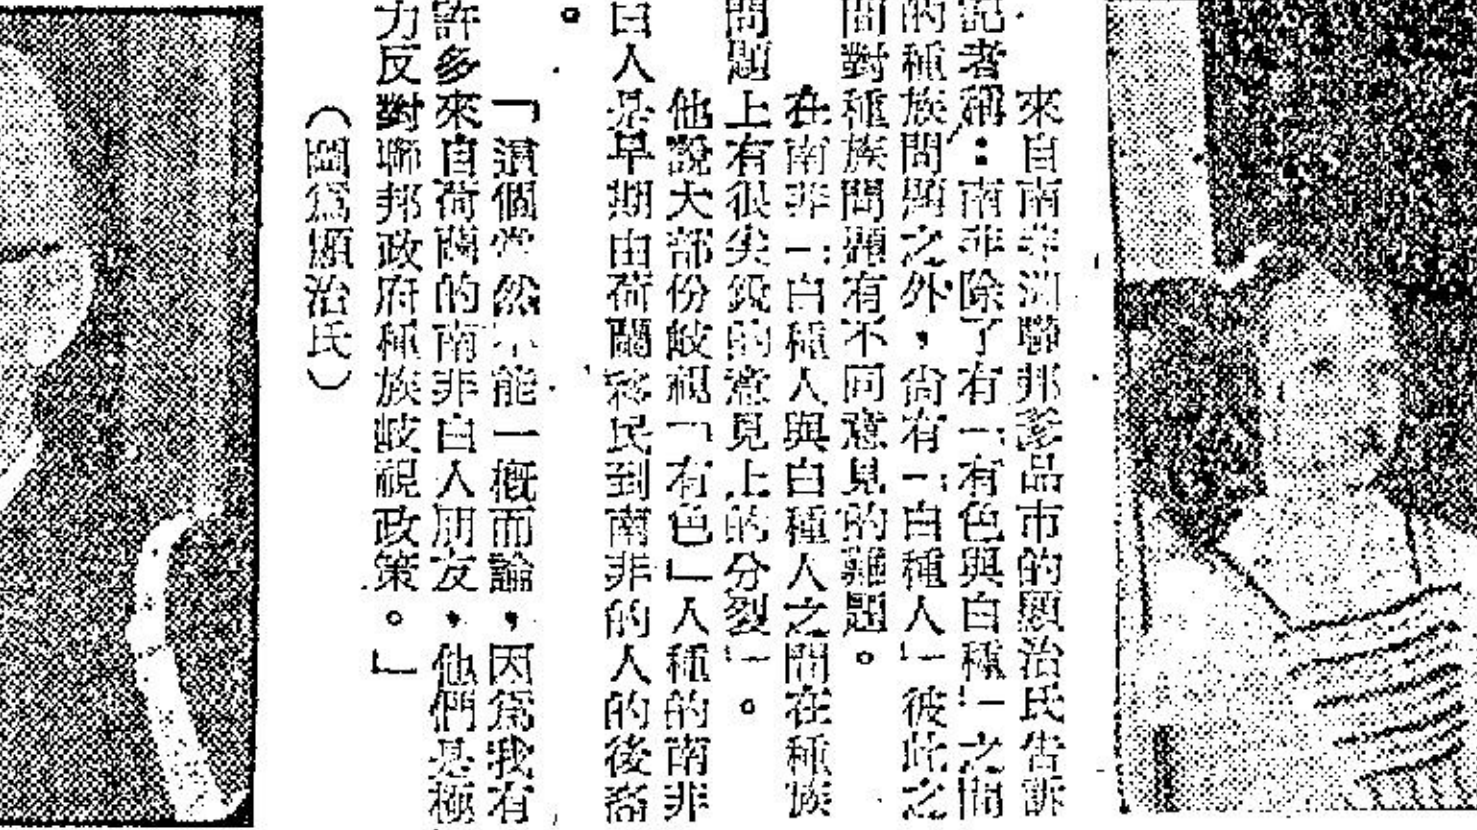 來自南非洲聯邦爹品市的顧治氏告訴
記者稱：南非除了有「有色與白種」之間
的種族問題之外，尚有「白種人」彼此之
間對種族問題有不同意見的難題。
在南非「白種人與白種人之間在種族
問題上有很尖銳的意見上的分裂」。
他說大部份歧視「有色」人種的南非
白人是早期由荷蘭移民到南非的人的後裔
。
「這個當然不能一概而論，因爲我有
許多來自荷蘭的南非白人朋友，他們是極
力反對聯邦政府種族歧視政策。」
（圖爲顧治氏）